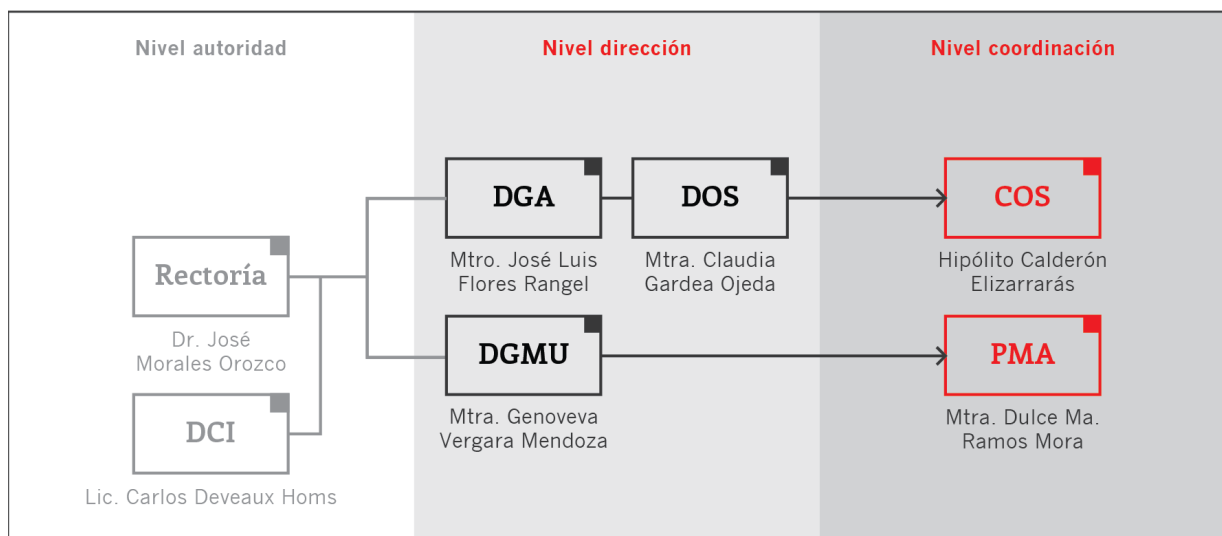 Nivel autoridad
Nivel dirección
Nivel coordinación
DGA
DOS
COS
Mtro. José Luis
Flores Rangel
Mtra. Claudia
Gardea Ojeda
Hipólito Calderón
Elizarrarás
Rectoría
Dr. José
Morales Orozco
DGMU
PMA
Mtra. Genoveva
Vergara Mendoza
Mtra. Dulce Ma.
Ramos Mora
DCI
Lic. Carlos Deveaux Homs